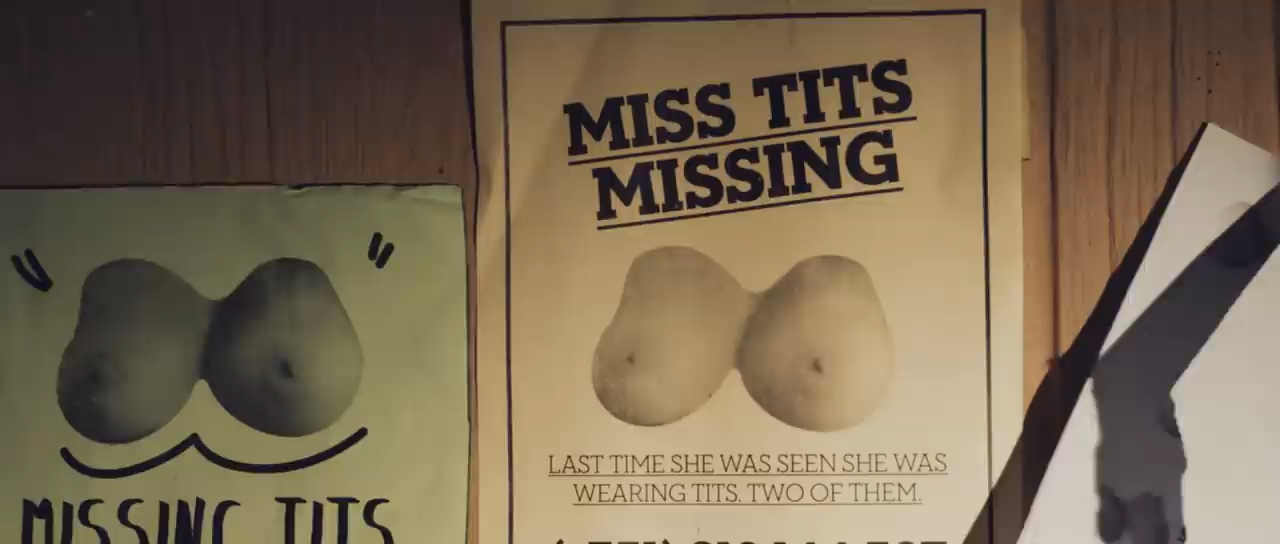 MISS TITS
MISSING
LAST TIME SHE WAS SEEN SHE WAS
WEARING TITS. TWO OF THEM.
MISSING TITS